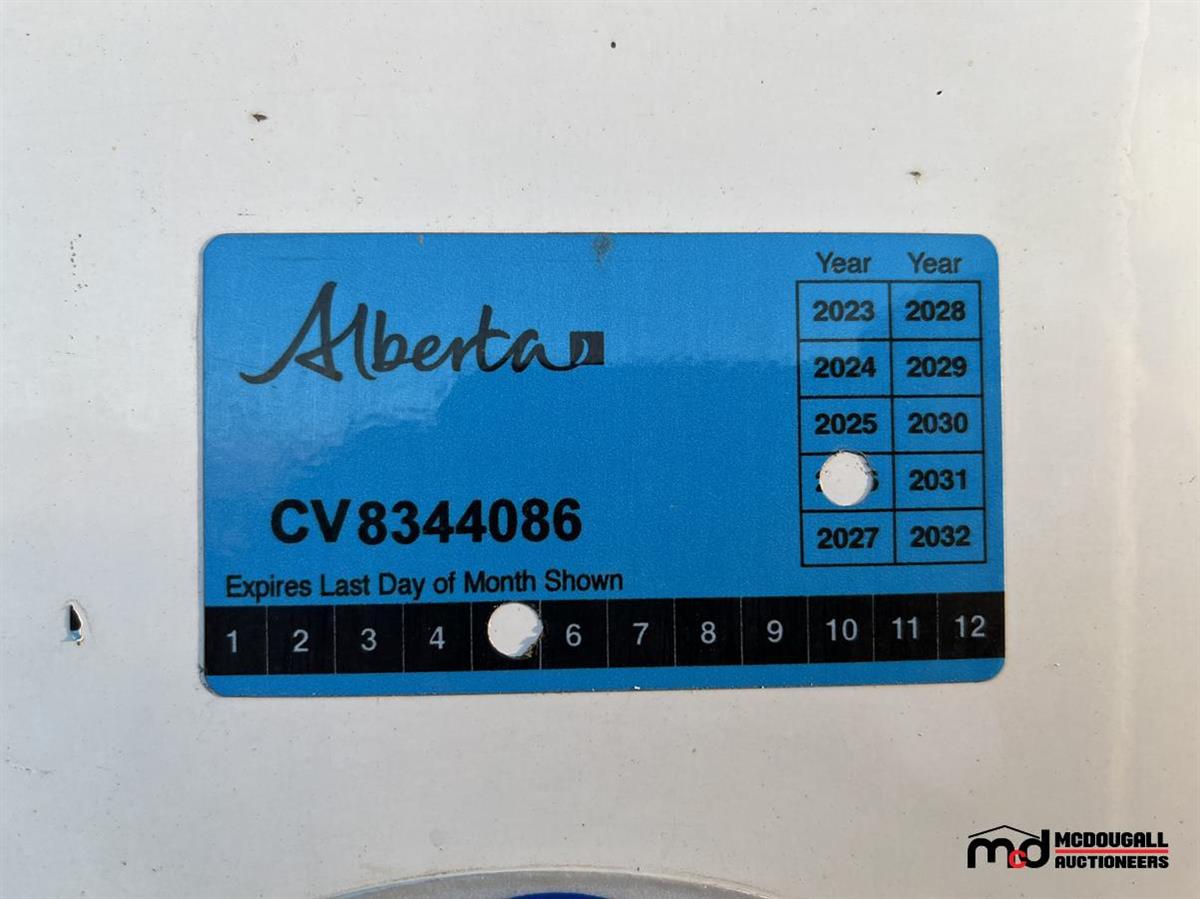 Alberta
Year Year
2023 2028
2024 2029
2025 2030
2031
2027 2032
CV8344086
Expires Last Day of Month Shown
1 2 3 4 6 7 8 9 10 11 12
mcd MCDOUGALL
AUCTIONEERS